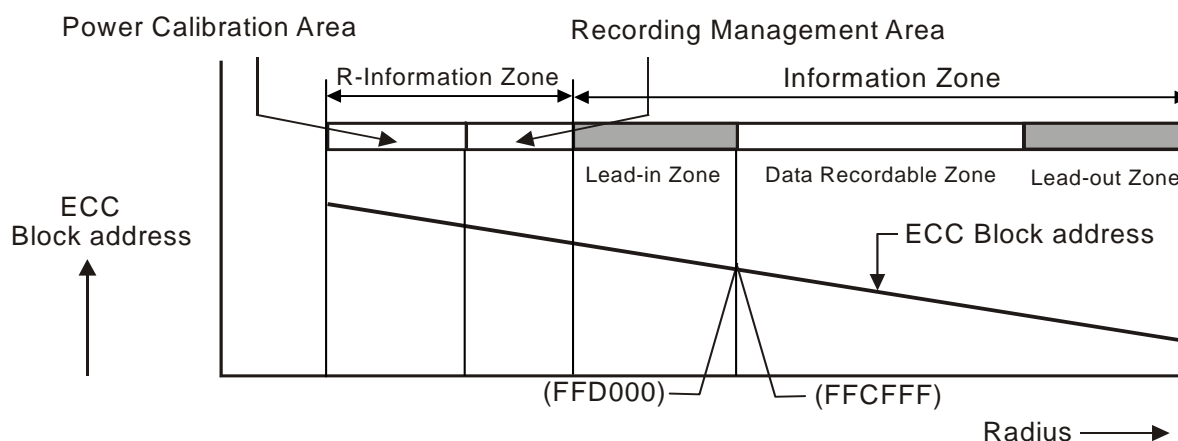 Power Calibration Area
Recording Management Area
R-Information Zone
Information Zone
Lead-in Zone
Data Recordable Zone
Lead-out Zone
ECC
Block address
ECC Block address
(FFD000)
(FFCFFF)
Radius